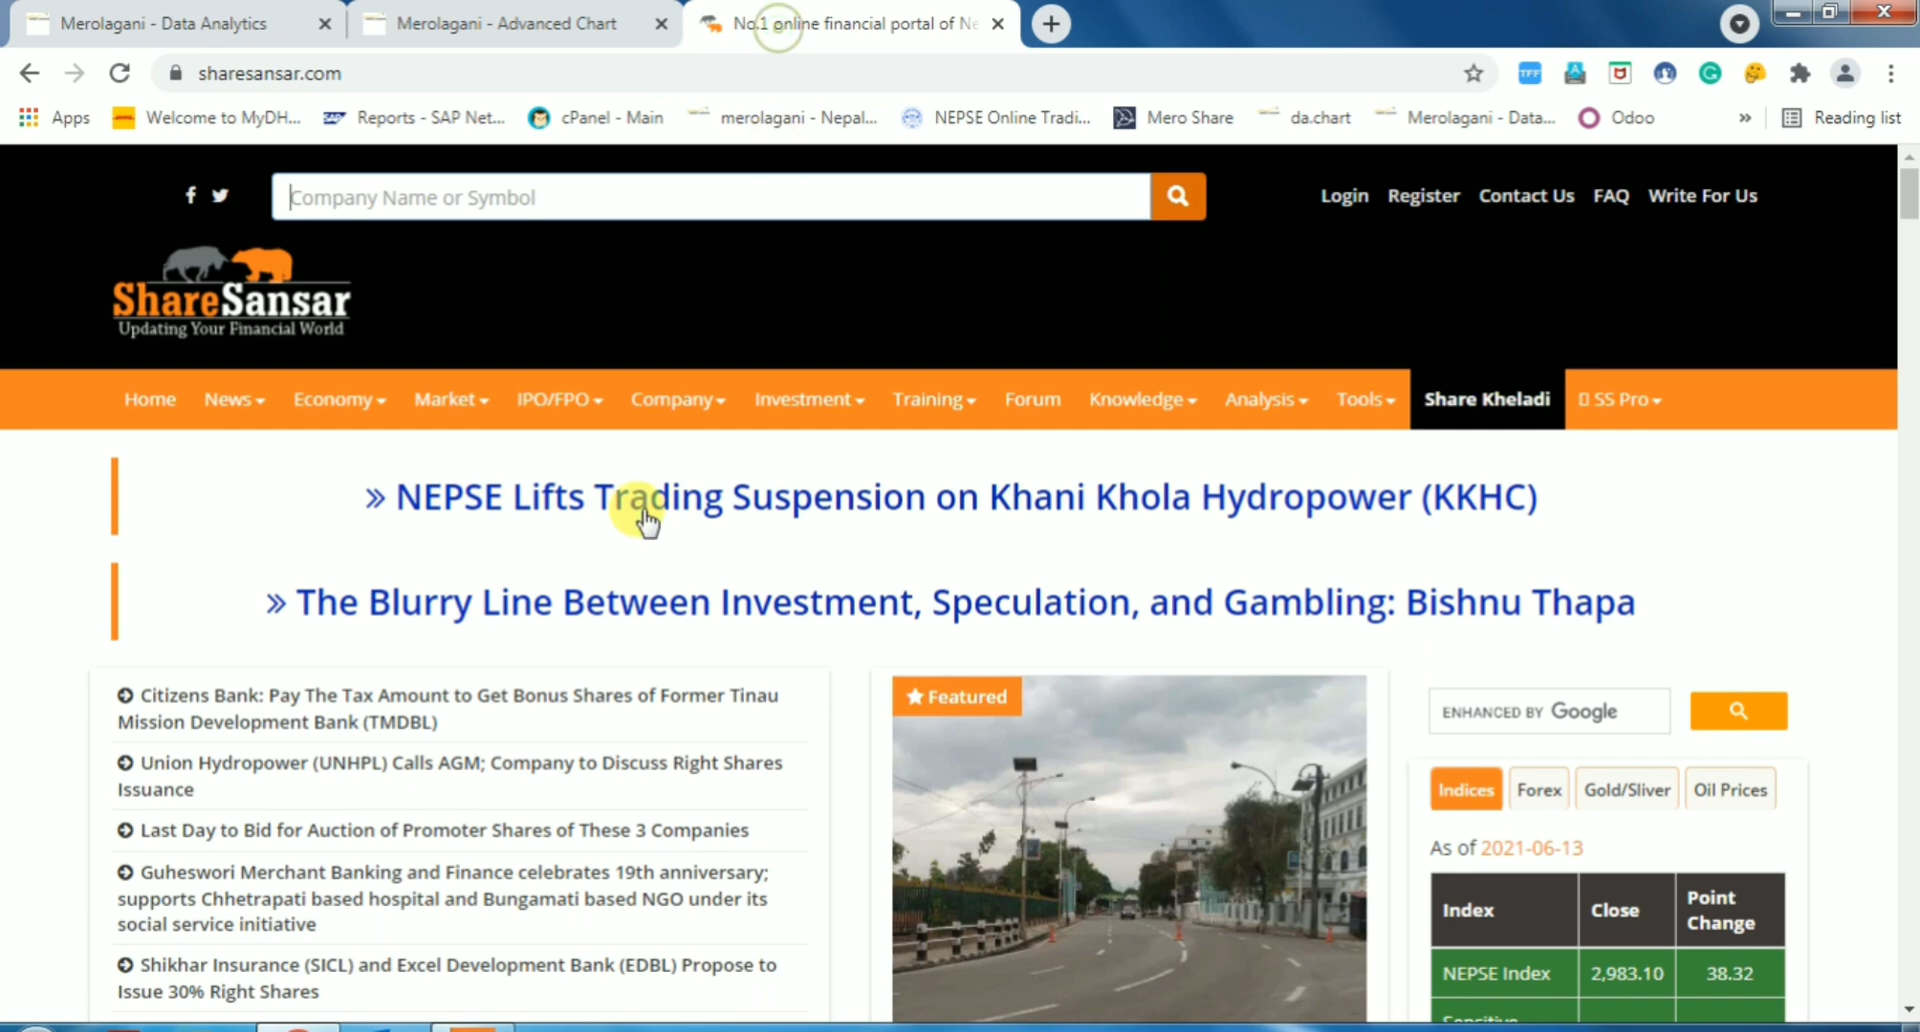 Merolagani - Data Analytics
Merolagani - Advanced Chart
No.1 online financial portal of Ne
sharesansar.com
Apps
Welcome to MyDH...
Reports - SAP Net...
cPanel - Main
merolagani - Nepal...
NEPSE Online Tradi...
Mero Share
da.chart
Merolagani - Data...
Odoo
»
Reading list
Company Name or Symbol
Login Register Contact Us FAQ Write For Us
ShareSansar
Updating Your Financial World
Home News Economy Market IPO/FPO Company Investment Training Forum Knowledge Analysis Tools Share Kheladi SS Pro
» NEPSE Lifts Trading Suspension on Khani Khola Hydropower (KKHC)
» The Blurry Line Between Investment, Speculation, and Gambling: Bishnu Thapa
Citizens Bank: Pay The Tax Amount to Get Bonus Shares of Former Tinau
Mission Development Bank (TMDBL)
Union Hydropower (UNHPL) Calls AGM; Company to Discuss Right Shares
Issuance
Last Day to Bid for Auction of Promoter Shares of These 3 Companies
Guheswori Merchant Banking and Finance celebrates 19th anniversary;
supports Chhetrapati based hospital and Bungamati based NGO under its
social service initiative
Shikhar Insurance (SICL) and Excel Development Bank (EDBL) Propose to
Issue 30% Right Shares
Featured
ENHANCED BY Google
Indices Forex Gold/Sliver Oil Prices
As of 2021-06-13
Index Close Point
Change
NEPSE Index 2,983.10 38.32